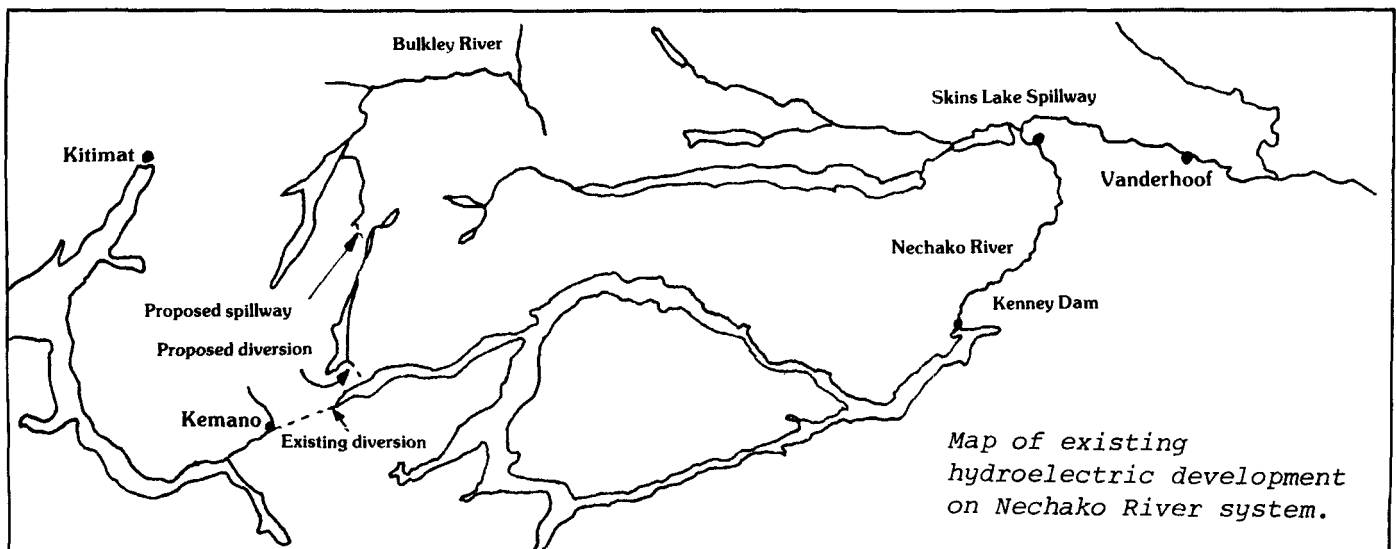 Bulkley River
Skins Lake Spillway
Kitimat
Vanderhoof
Nechako River
Proposed spillway
Kenney Dam
Proposed diversion
Kemano
Existing diversion
Map of existing
hydroelectric development
on Nechako River system.